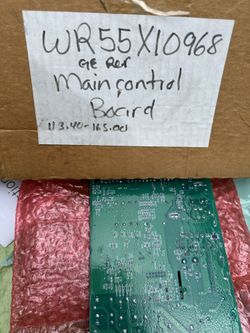 WR55X10968
GE Ref
Main control
Board
113.40-165.00